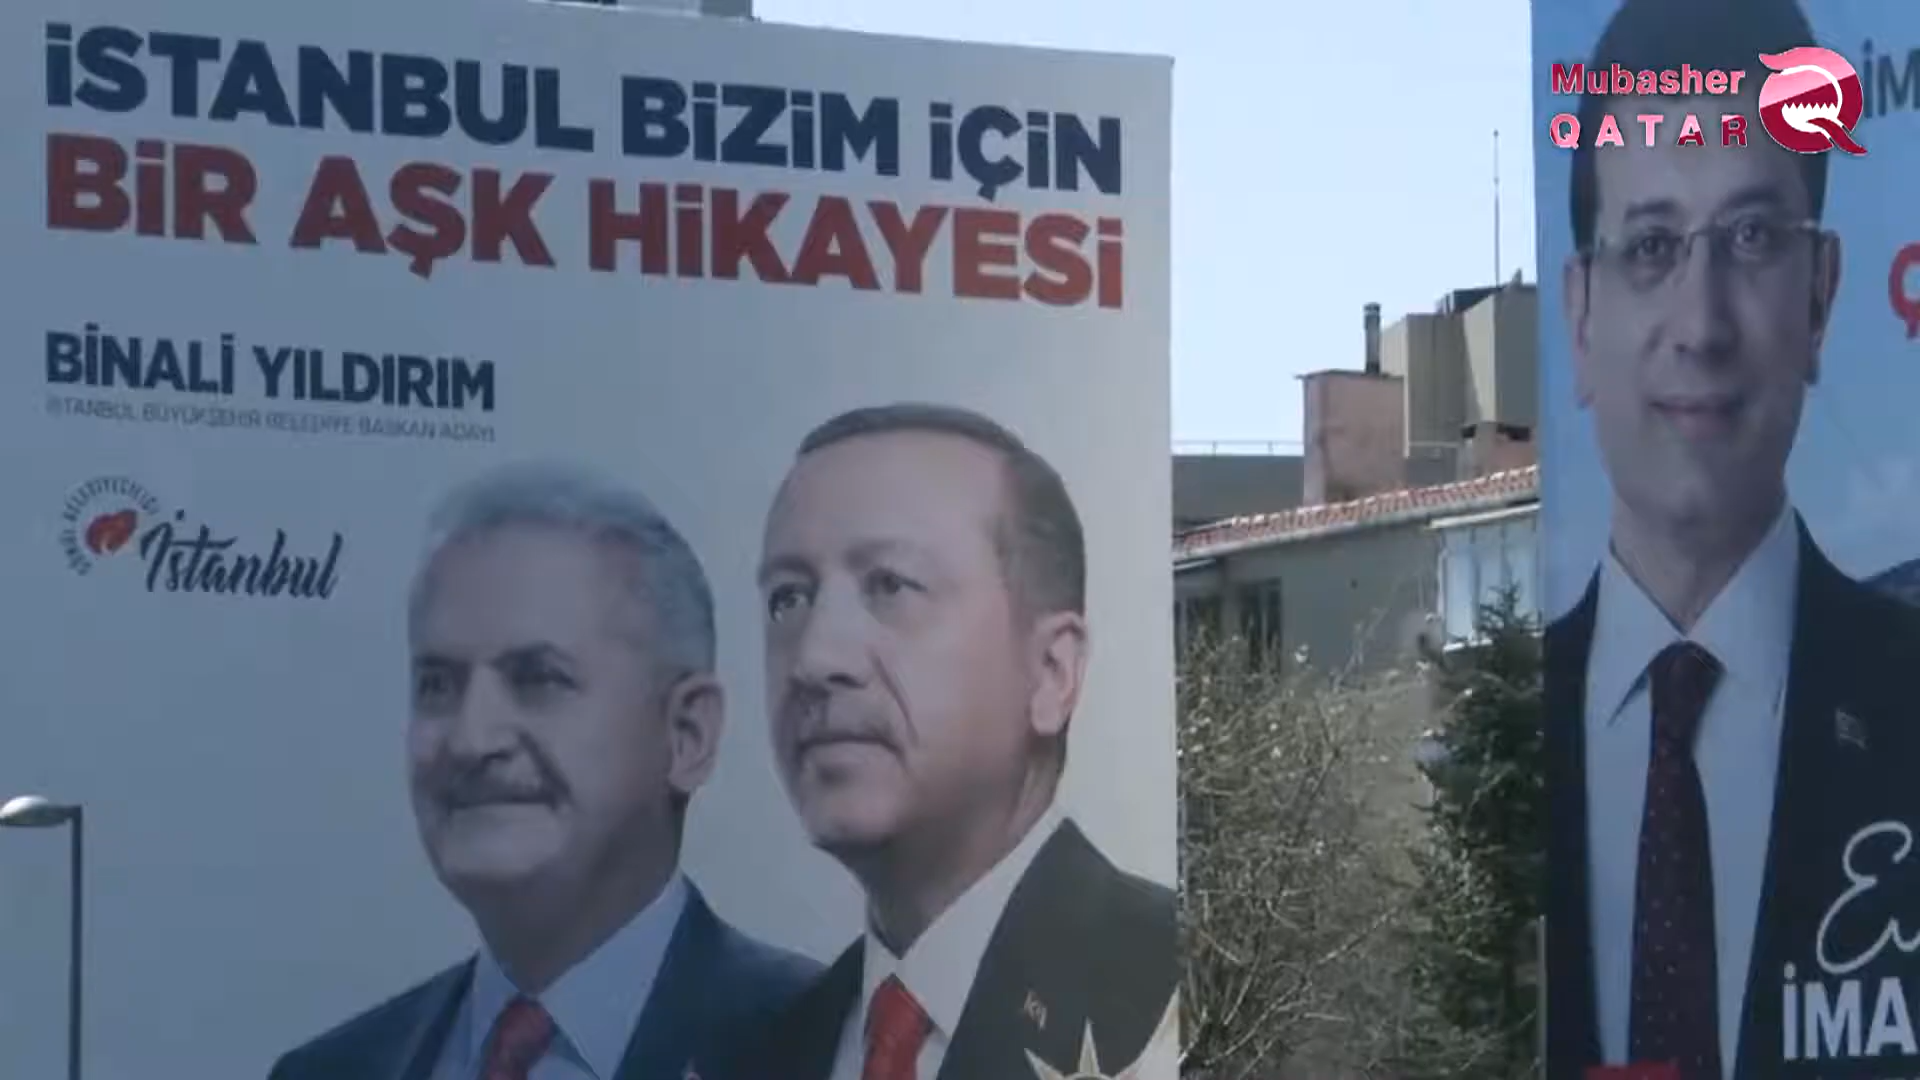 İSTANBUL BİZİM İÇİN
BİR AŞK HİKAYESİ
BİNALİ YILDIRIM
İSTANBUL BÜYÜKŞEHİR BELEDİYE BAŞKAN ADAYI
İstanbul
Mubasher
QATAR
İM
Ç
İMA